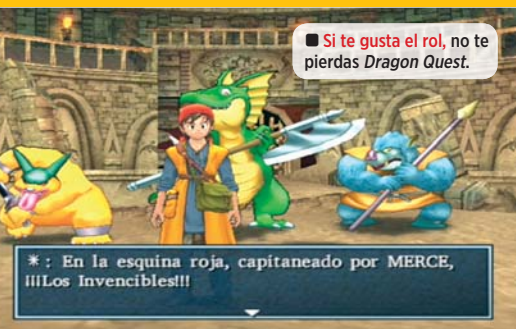 ■ Si te gusta el rol, no te
pierdas Dragon Quest.
*: En la esquina roja, capitaneado por MERCE,
¡¡¡Los Invencibles!!!